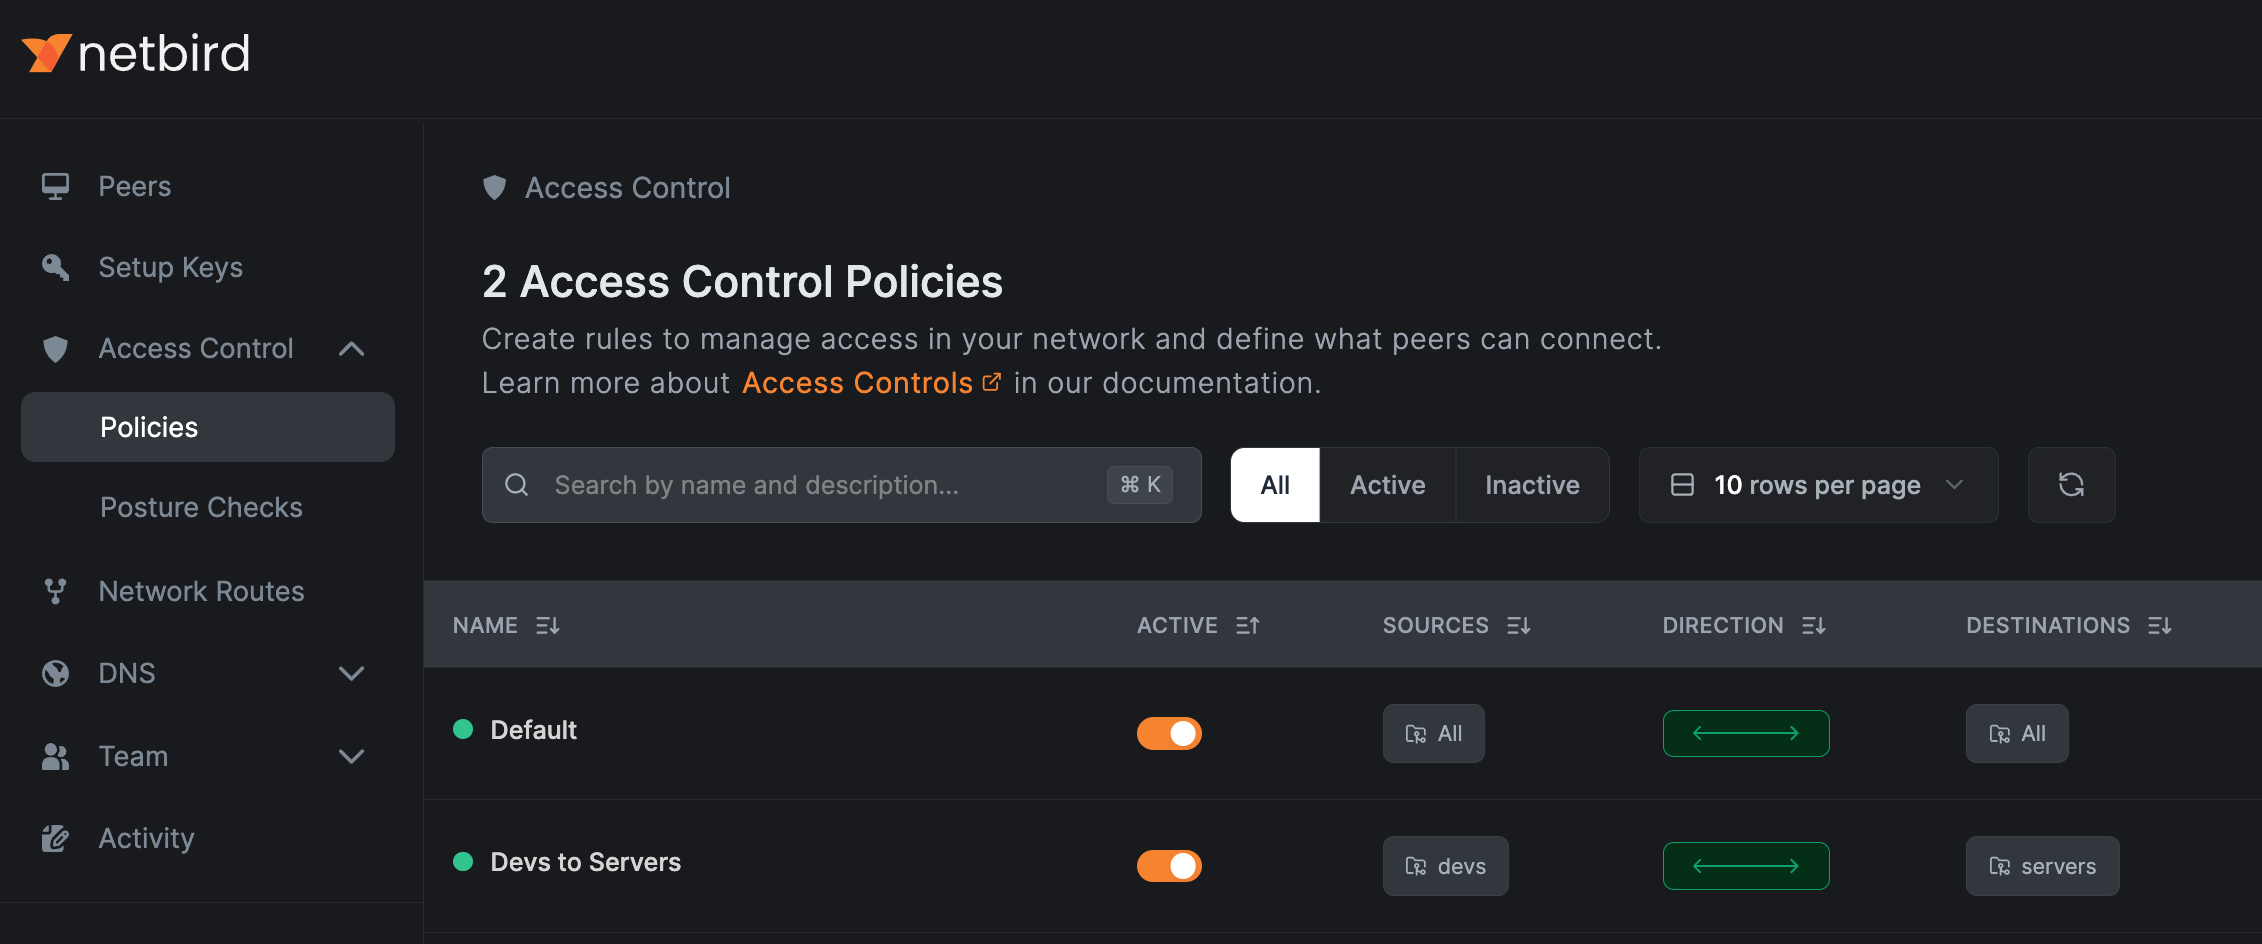 netbird
Peers
Setup Keys
Access Control
Policies
Posture Checks
Network Routes
DNS
Team
Activity
Access Control
2 Access Control Policies
Create rules to manage access in your network and define what peers can connect.
Learn more about Access Controls in our documentation.
Search by name and description... ⌘ K All Active Inactive 10 rows per page
NAME ACTIVE SOURCES DIRECTION DESTINATIONS
Default All All
Devs to Servers devs servers